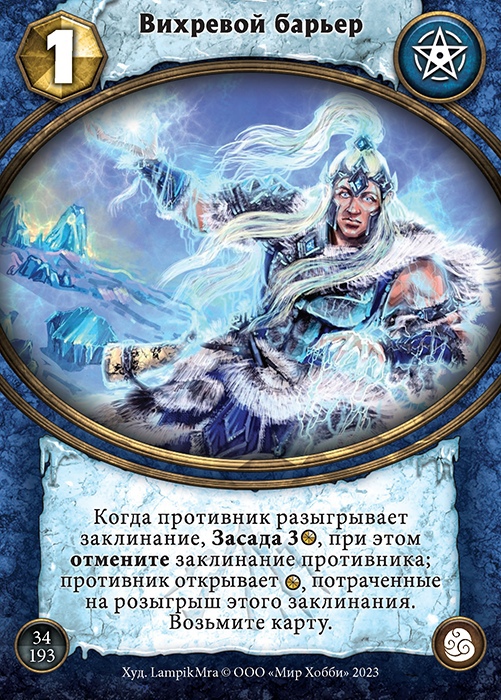 Вихревой барьер
1
Когда противник разыгрывает
заклинание, Засада 3, при этом
отмените заклинание противника;
противник открывает , потраченные
на розыгрыш этого заклинания.
Возьмите карту.
34
193
Худ. LampikMra © ООО «Мир Хобби» 2023